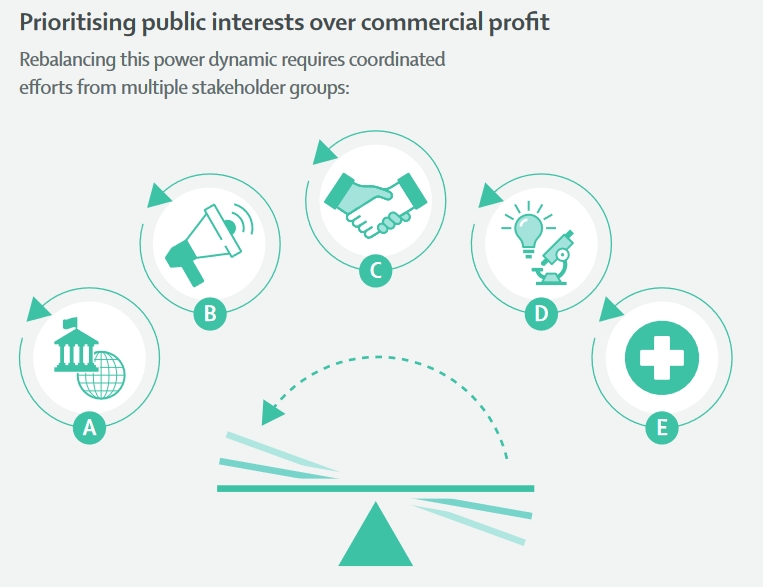 Prioritising public interests over commercial profit
Rebalancing this power dynamic requires coordinated
efforts from multiple stakeholder groups:
A
B
C
D
E